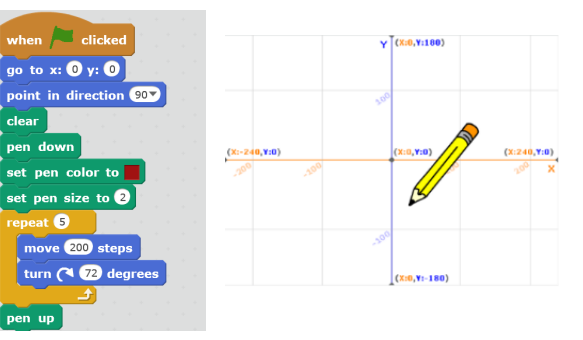 when clicked
go to x: 0 y: 0
point in direction 90
clear
pen down
set pen color to
set pen size to 2
repeat 5
move 200 steps
turn 72 degrees
pen up
Y (X:0,Y:180)
100
(X:-240,Y:0) (X:0,Y:0) (X:240,Y:0)
-200 -100 200 X
-100
(X:0,Y:-180)